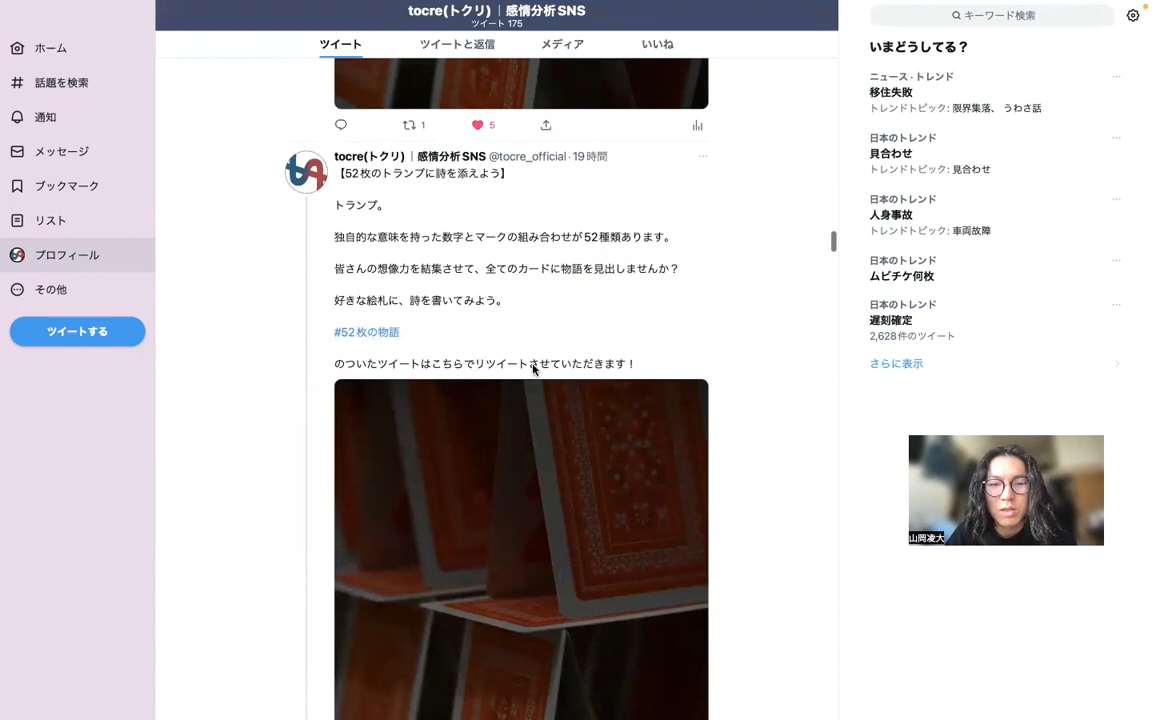 tocre(トクリ)｜感情分析SNS
ツイート 175
ツイート
ツイートと返信
メディア
いいね
ホーム
話題を検索
通知
メッセージ
ブックマーク
リスト
プロフィール
その他
ツイートする
1
5
tocre(トクリ)｜感情分析SNS @tocre_official · 19時間
【52枚のトランプに詩を添えよう】
トランプ。
独自的な意味を持った数字とマークの組み合わせが52種類あります。
皆さんの想像力を結集させて、全てのカードに物語を見出しませんか？
好きな絵札に、詩を書いてみよう。
#52枚の物語
のついたツイートはこちらでリツイートさせていただきます！
キーワード検索
いまどうしてる？
ニュース · トレンド
移住失敗
トレンドトピック: 限界集落、 うわさ話
日本のトレンド
貝合わせ
トレンドトピック: 見合わせ
日本のトレンド
人身事故
トレンドトピック: 車両故障
日本のトレンド
ムビチケ何枚
日本のトレンド
遅刻確定
2,628件のツイート
さらに表示
山岡凌大